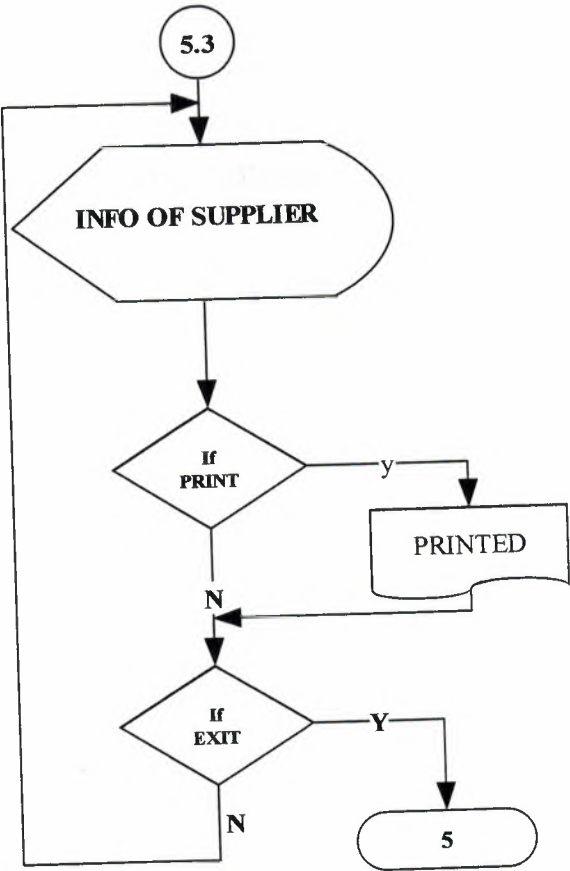 5.3
INFO OF SUPPLIER
If
PRINT
y
PRINTED
N
If
EXIT
Y
N
5